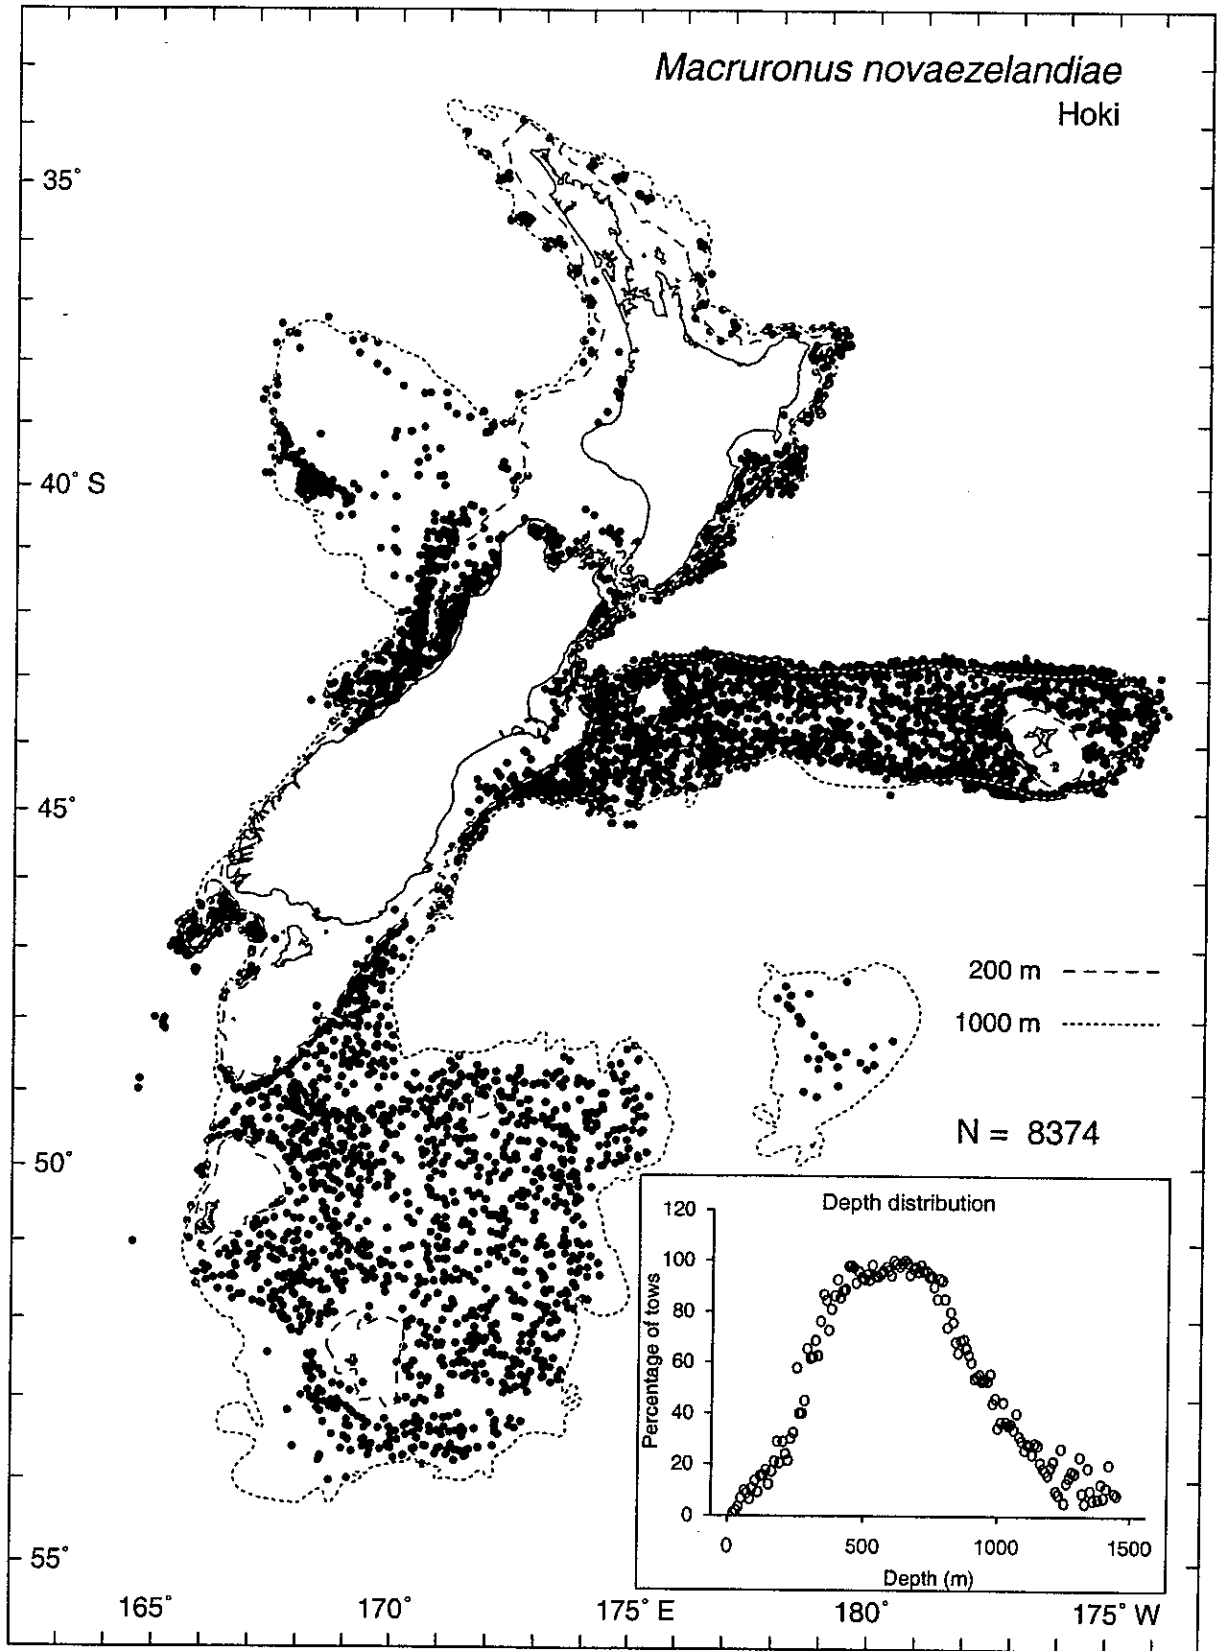 Macruronus novaezelandiae
Hoki
35°
40° S
45°
200 m
1000 m
N = 8374
50°
Depth distribution
120
100
80
60
40
20
0
Percentage of tows
0 500 1000 1500
Depth (m)
55°
165° 170° 175° E 180° 175° W